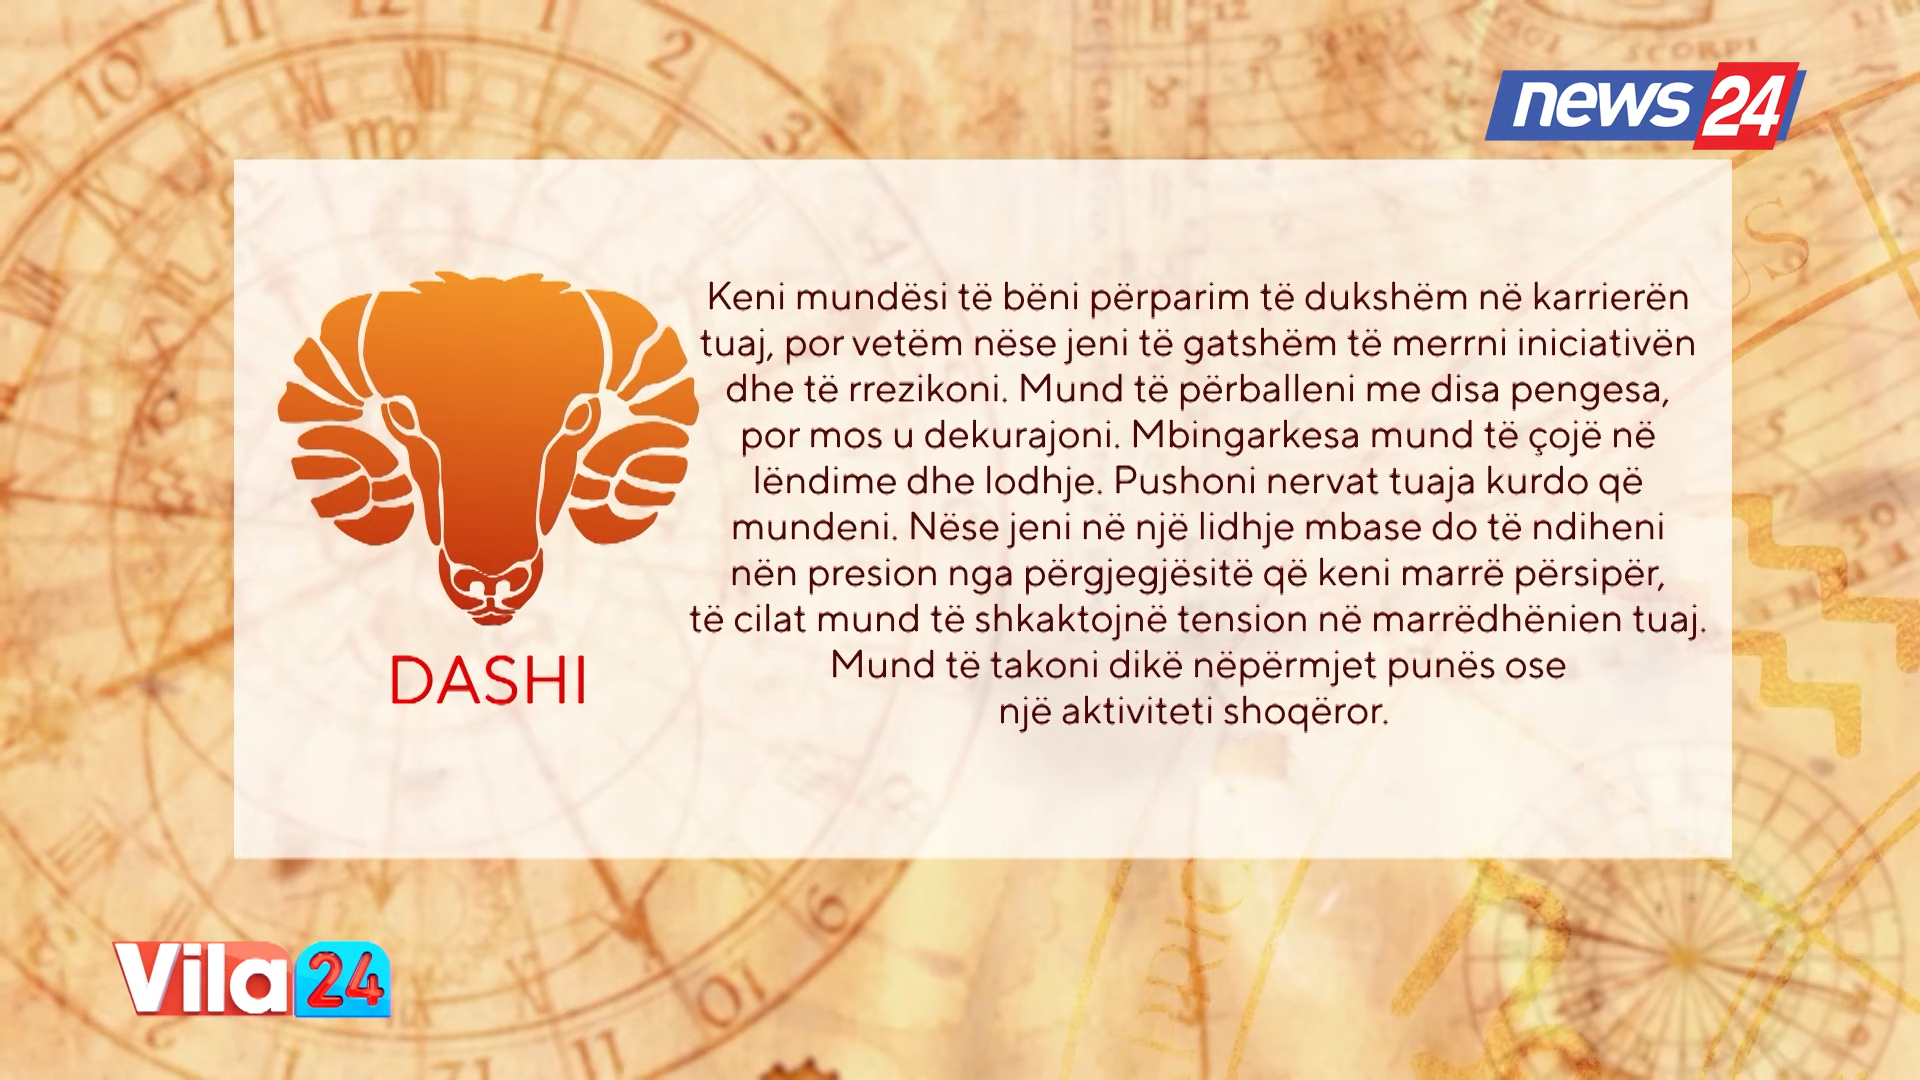 news 24
Keni mundësi të bëni përparim të dukshëm në karrierën
tuaj, por vetëm nëse jeni të gatshëm të merrni iniciativën
dhe të rrezikoni. Mund të përballeni me disa pengesa,
por mos u dekurajoni. Mbingarkesa mund të çojë në
lëndime dhe lodhje. Pushoni nervat tuaja kurdo që
mundeni. Nëse jeni në një lidhje mbase do të ndiheni
nën presion nga përgjegjësitë që keni marrë përsipër,
të cilat mund të shkaktojnë tension në marrëdhënien tuaj.
Mund të takoni dikë nëpërmjet punës ose
një aktiviteti shoqëror.
DASHI
Vila 24